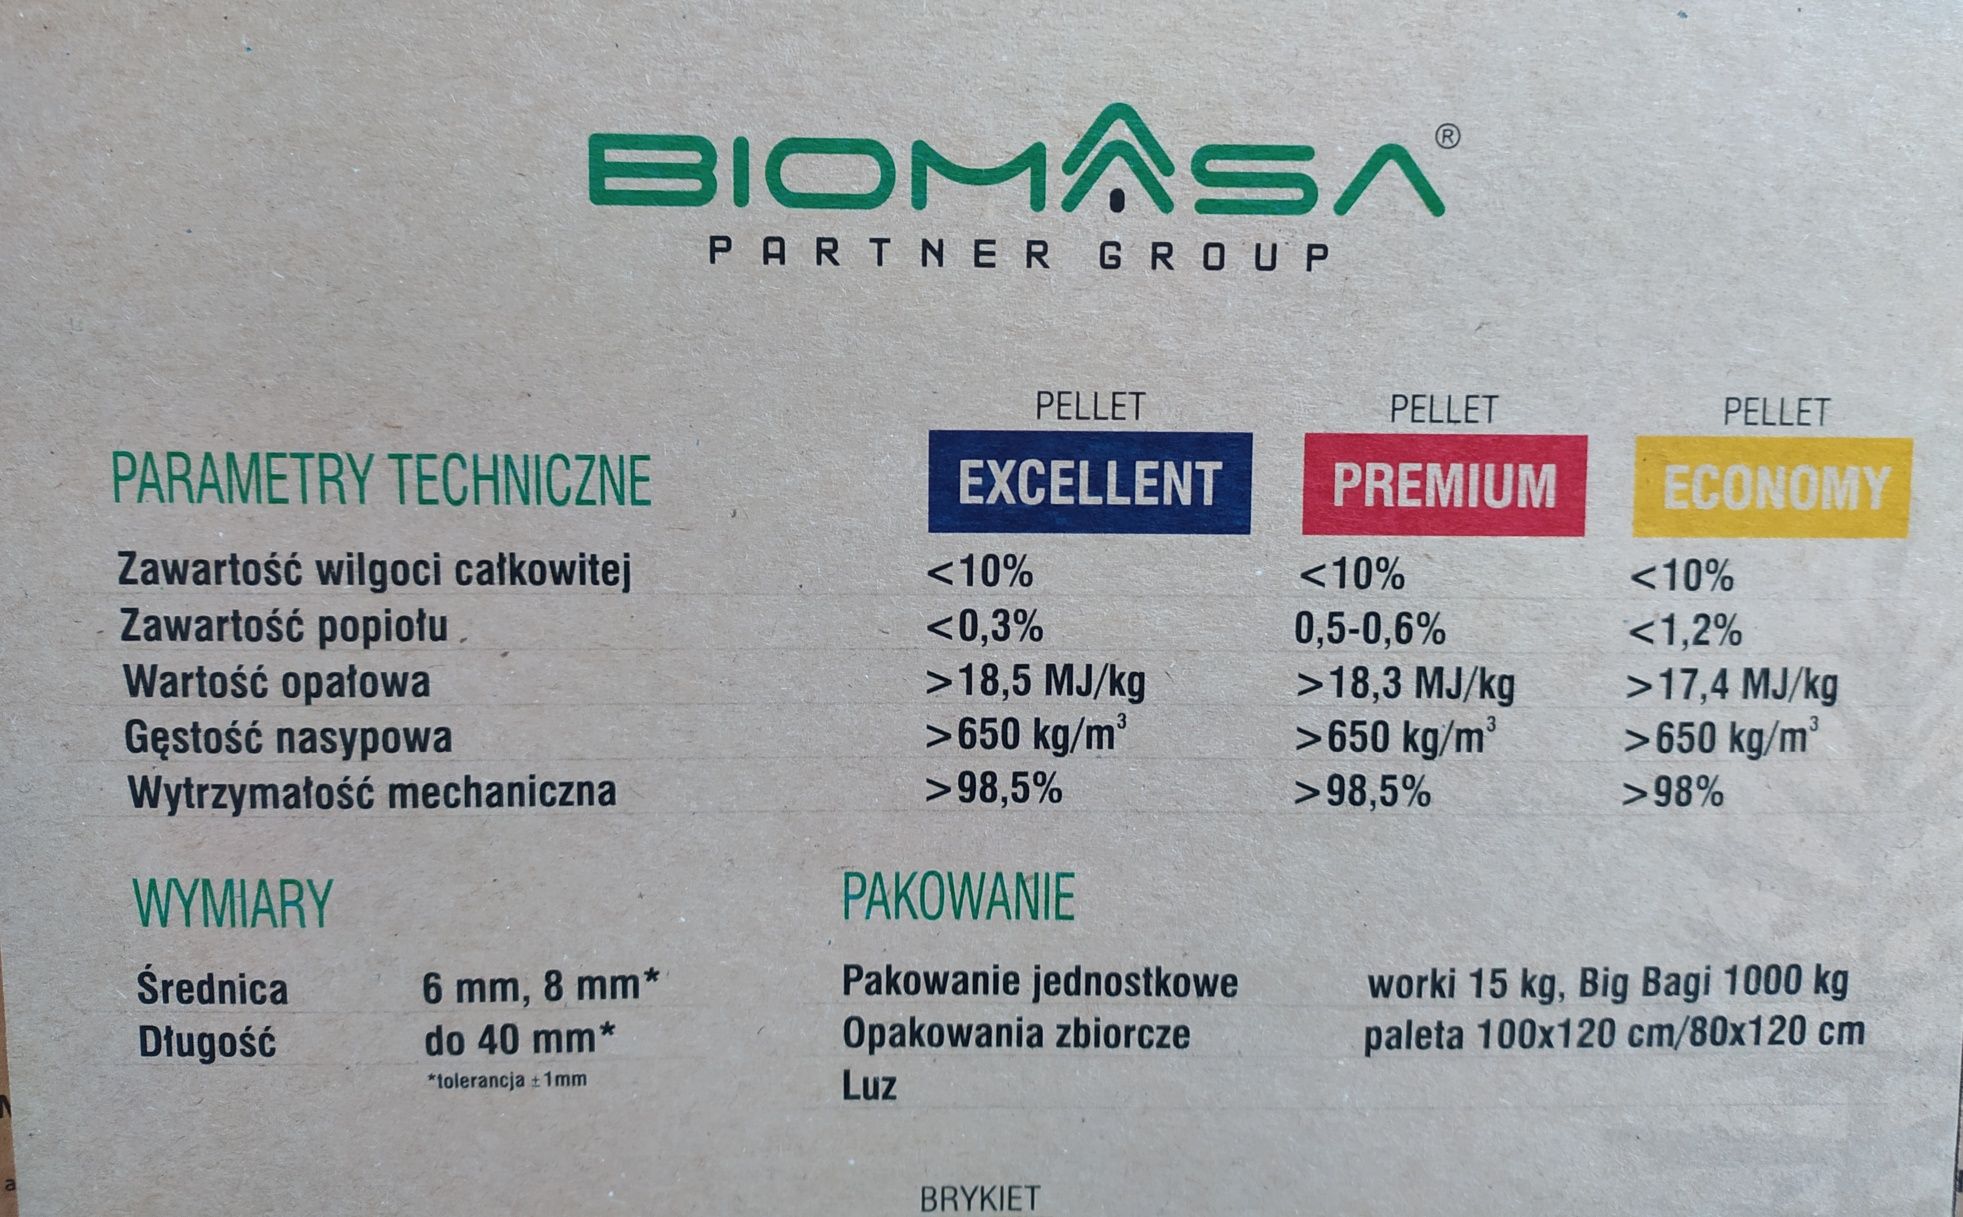 BIOMASA®
PARTNER GROUP
PELLET PELLET PELLET
PARAMETRY TECHNICZNE EXCELLENT PREMIUM ECONOMY
Zawartość wilgoci całkowitej <10% <10% <10%
Zawartość popiołu <0,3% 0,5-0,6% <1,2%
Wartość opałowa >18,5 MJ/kg >18,3 MJ/kg >17,4 MJ/kg
Gęstość nasypowa >650 kg/m³ >650 kg/m³ >650 kg/m³
Wytrzymałość mechaniczna >98,5% >98,5% >98%
WYMIARY
Średnica 6 mm, 8 mm*
Długość do 40 mm*
*tolerancja ±1mm
PAKOWANIE
Pakowanie jednostkowe worki 15 kg, Big Bagi 1000 kg
Opakowania zbiorcze paleta 100x120 cm/80x120 cm
Luz
BRYKIET